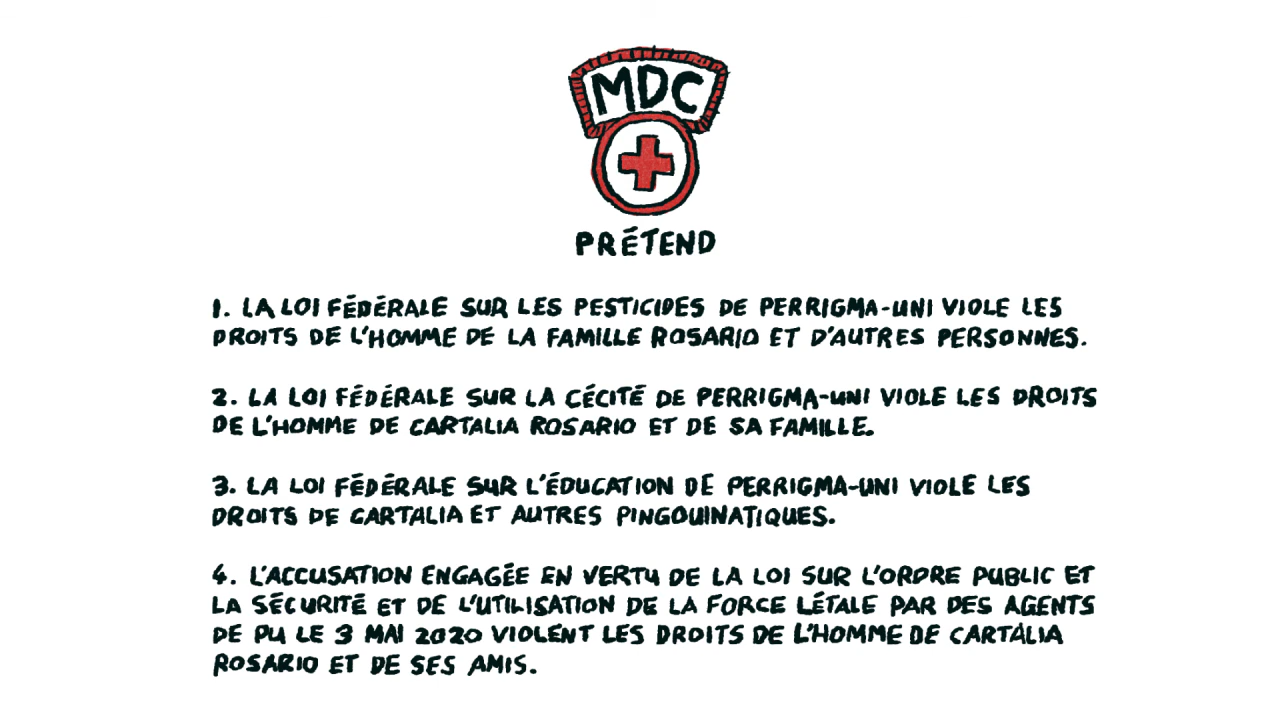 MDC
PRÉTEND
1. LA LOI FÉDÉRALE SUR LES PESTICIDES DE PERRIGMA-UNI VIOLE LES
DROITS DE L'HOMME DE LA FAMILLE ROSARIO ET D'AUTRES PERSONNES.
2. LA LOI FÉDÉRALE SUR LA CÉCITÉ DE PERRIGMA-UNI VIOLE LES DROITS
DE L'HOMME DE CARTALIA ROSARIO ET DE SA FAMILLE.
3. LA LOI FÉDÉRALE SUR L'ÉDUCATION DE PERRIGMA-UNI VIOLE LES
DROITS DE CARTALIA ET AUTRES PINGOUINATIQUES.
4. L'ACCUSATION ENGAGÉE EN VERTU DE LA LOI SUR L'ORDRE PUBLIC ET
LA SÉCURITÉ ET DE L'UTILISATION DE LA FORCE LÉTALE PAR DES AGENTS
DE PU LE 3 MAI 2020 VIOLENT LES DROITS DE L'HOMME DE CARTALIA
ROSARIO ET DE SES AMIS.